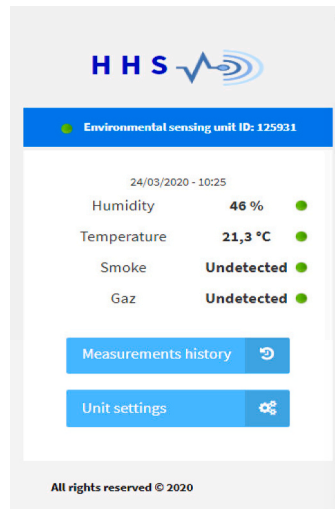 H H S
Environmental sensing unit ID: 125931
24/03/2020 - 10:25
Humidity 46 %
Temperature 21,3 °C
Smoke Undetected
Gaz Undetected
Measurements history
Unit settings
All rights reserved © 2020